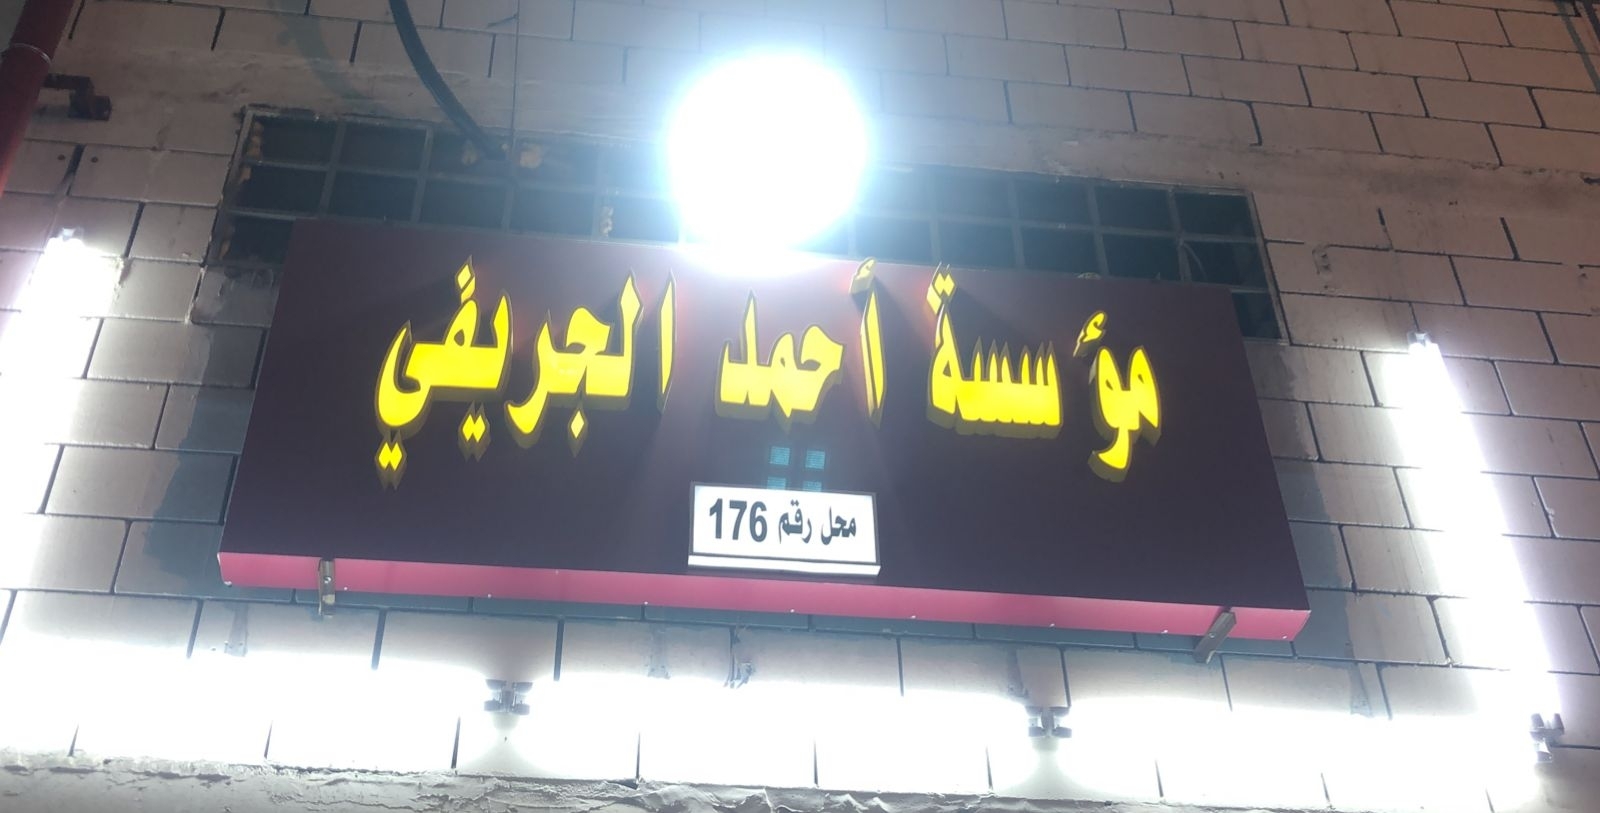 مؤسسة أحمد الجريفي
محل رقم 176